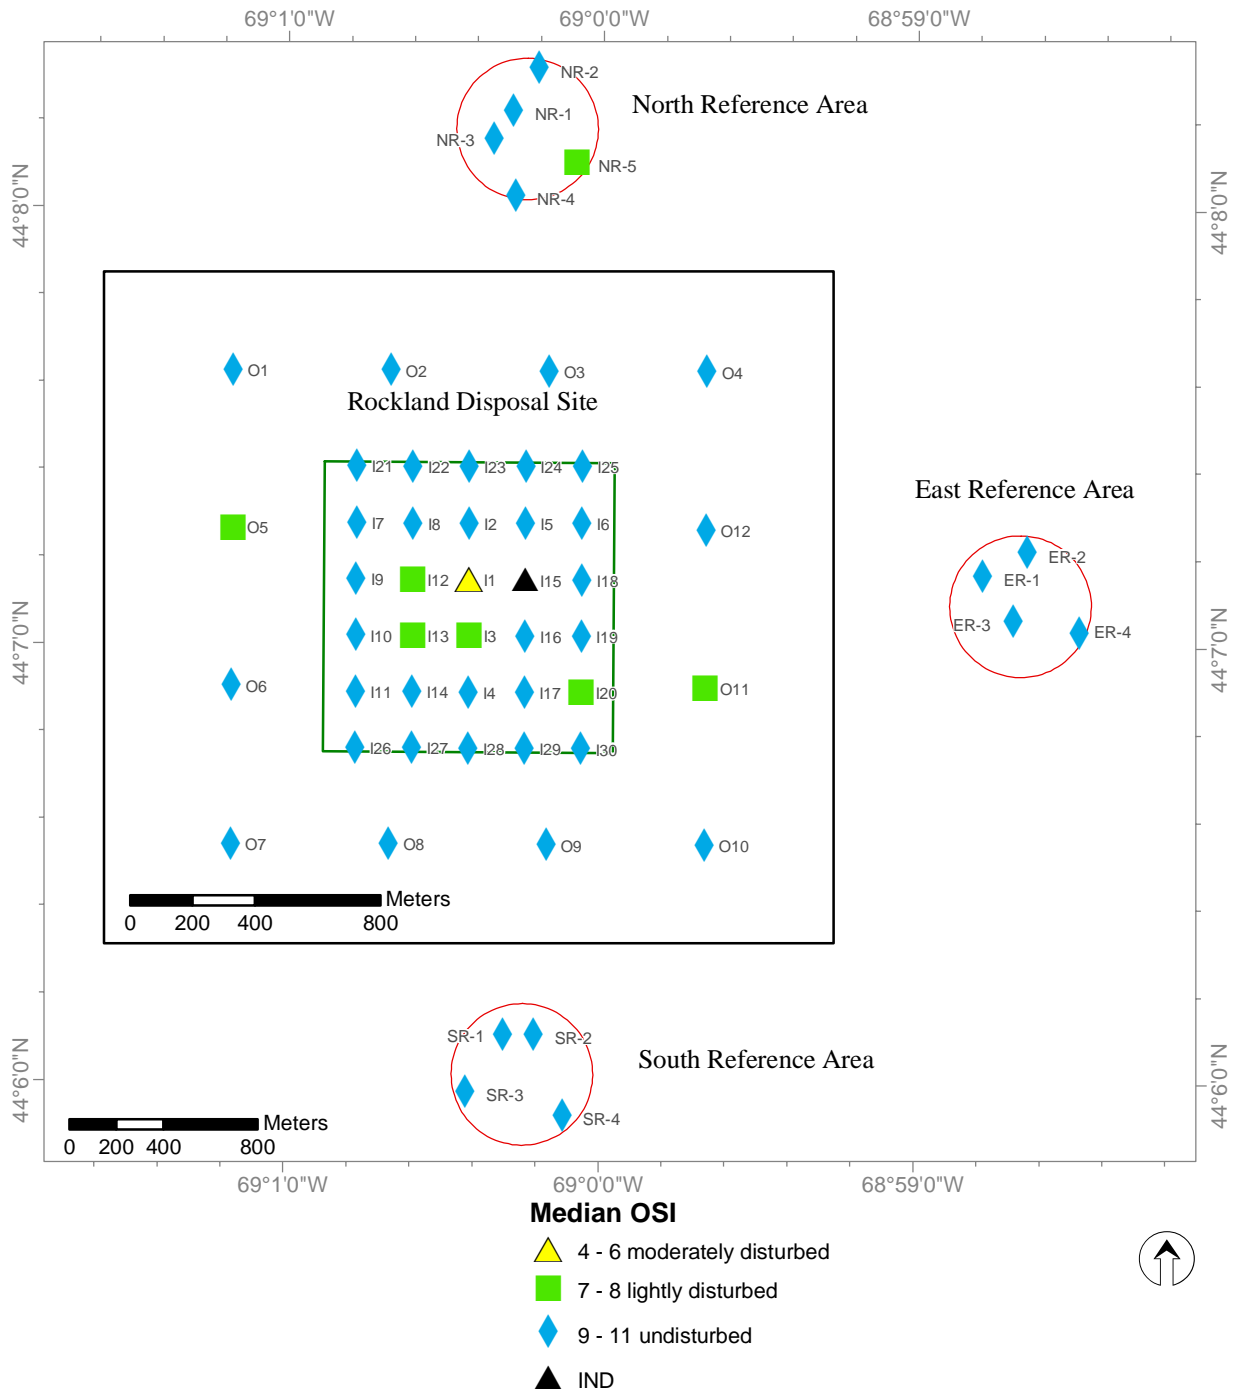 69°1'0"W 69°0'0"W 68°59'0"W
NR-2
North Reference Area
NR-1
NR-3
NR-5
NR-4
44°8'0"N 44°8'0"N
O1 O2 O3 O4
Rockland Disposal Site
I21 I22 I23 I24 I25
East Reference Area
I7 I8 I2 I5 I6
O5 O12
ER-2
I9 I12 I1 I15 I18
ER-1
ER-3 ER-4
I10 I13 I3 I16 I19
44°7'0"N 44°7'0"N
O6 O11
I11 I14 I4 I17 I20
I26 I27 I28 I29 I30
O7 O8 O9 O10
Meters
0 200 400 800
SR-1 SR-2
South Reference Area
SR-3
SR-4
44°6'0"N 44°6'0"N
Meters
0 200 400 800
69°1'0"W 69°0'0"W 68°59'0"W
Median OSI
4 - 6 moderately disturbed
7 - 8 lightly disturbed
9 - 11 undisturbed
IND